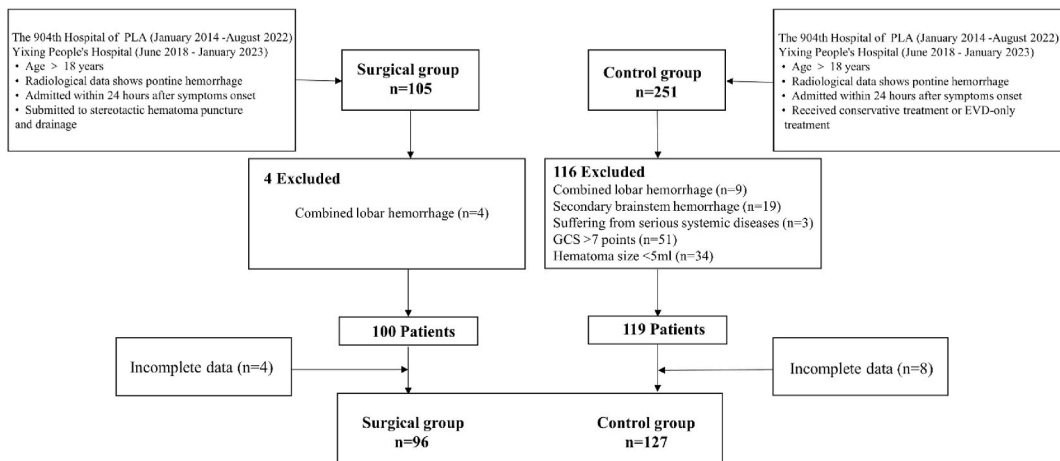 The 904th Hospital of PLA (January 2014 -August 2022)
Yixing People's Hospital (June 2018 - January 2023)
• Age > 18 years
• Radiological data shows pontine hemorrhage
• Admitted within 24 hours after symptoms onset
• Submitted to stereotactic hematoma puncture
and drainage
Surgical group
n=105
Control group
n=251
The 904th Hospital of PLA (January 2014 -August 2022)
Yixing People's Hospital (June 2018 - January 2023)
• Age > 18 years
• Radiological data shows pontine hemorrhage
• Admitted within 24 hours after symptoms onset
• Received conservative treatment or EVD-only
treatment
4 Excluded
Combined lobar hemorrhage (n=4)
116 Excluded
Combined lobar hemorrhage (n=9)
Secondary brainstem hemorrhage (n=19)
Suffering from serious systemic diseases (n=3)
GCS >7 points (n=51)
Hematoma size <5ml (n=34)
100 Patients
119 Patients
Incomplete data (n=4)
Incomplete data (n=8)
Surgical group
n=96
Control group
n=127